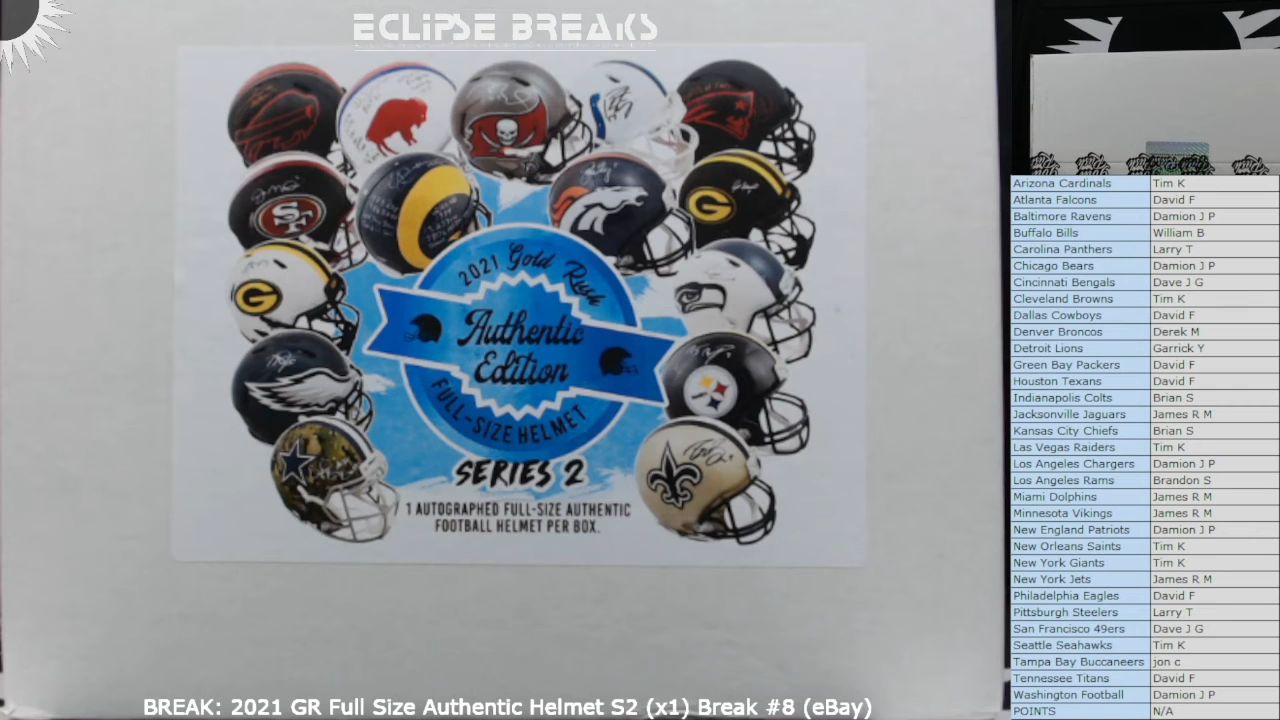 ECLIPSE BREAKS
2021 Gold Rush
Authentic
Edition
FULL-SIZE HELMET
SERIES 2
1 AUTOGRAPHED FULL-SIZE AUTHENTIC
FOOTBALL HELMET PER BOX.
Arizona Cardinals Tim K
Atlanta Falcons David F
Baltimore Ravens Damion J P
Buffalo Bills William B
Carolina Panthers Larry T
Chicago Bears Damion J P
Cincinnati Bengals Dave J G
Cleveland Browns Tim K
Dallas Cowboys David F
Denver Broncos Derek M
Detroit Lions Garrick Y
Green Bay Packers David F
Houston Texans David F
Indianapolis Colts Brian S
Jacksonville Jaguars James R M
Kansas City Chiefs Brian S
Las Vegas Raiders Tim K
Los Angeles Chargers Damion J P
Los Angeles Rams Brandon S
Miami Dolphins James R M
Minnesota Vikings James R M
New England Patriots Damion J P
New Orleans Saints Tim K
New York Giants Tim K
New York Jets James R M
Philadelphia Eagles David F
Pittsburgh Steelers Larry T
San Francisco 49ers Dave J G
Seattle Seahawks Tim K
Tampa Bay Buccaneers jon c
Tennessee Titans David F
Washington Football Damion J P
POINTS N/A
BREAK: 2021 GR Full Size Authentic Helmet S2 (x1) Break #8 (eBay)